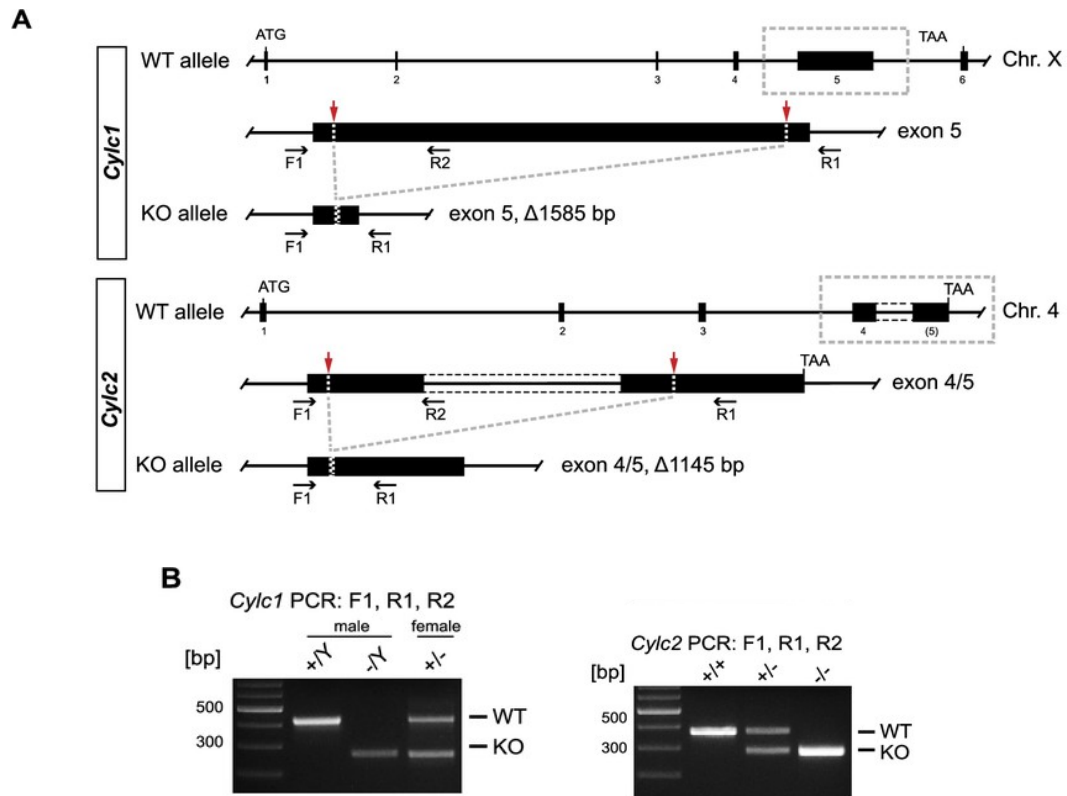 A
Cylc1
WT allele
ATG
1
2
3
4
5
TAA
6
Chr. X
exon 5
F1
R2
R1
KO allele
exon 5, Δ1585 bp
F1
R1
Cylc2
WT allele
ATG
1
2
3
4
(5)
TAA
Chr. 4
TAA
exon 4/5
F1
R2
R1
KO allele
exon 4/5, Δ1145 bp
F1
R1
B
Cylc1 PCR: F1, R1, R2
male
female
[bp]
+/Y
-/Y
+/-
500
300
WT
KO
Cylc2 PCR: F1, R1, R2
[bp]
+/+
+/-
-/-
500
300
WT
KO